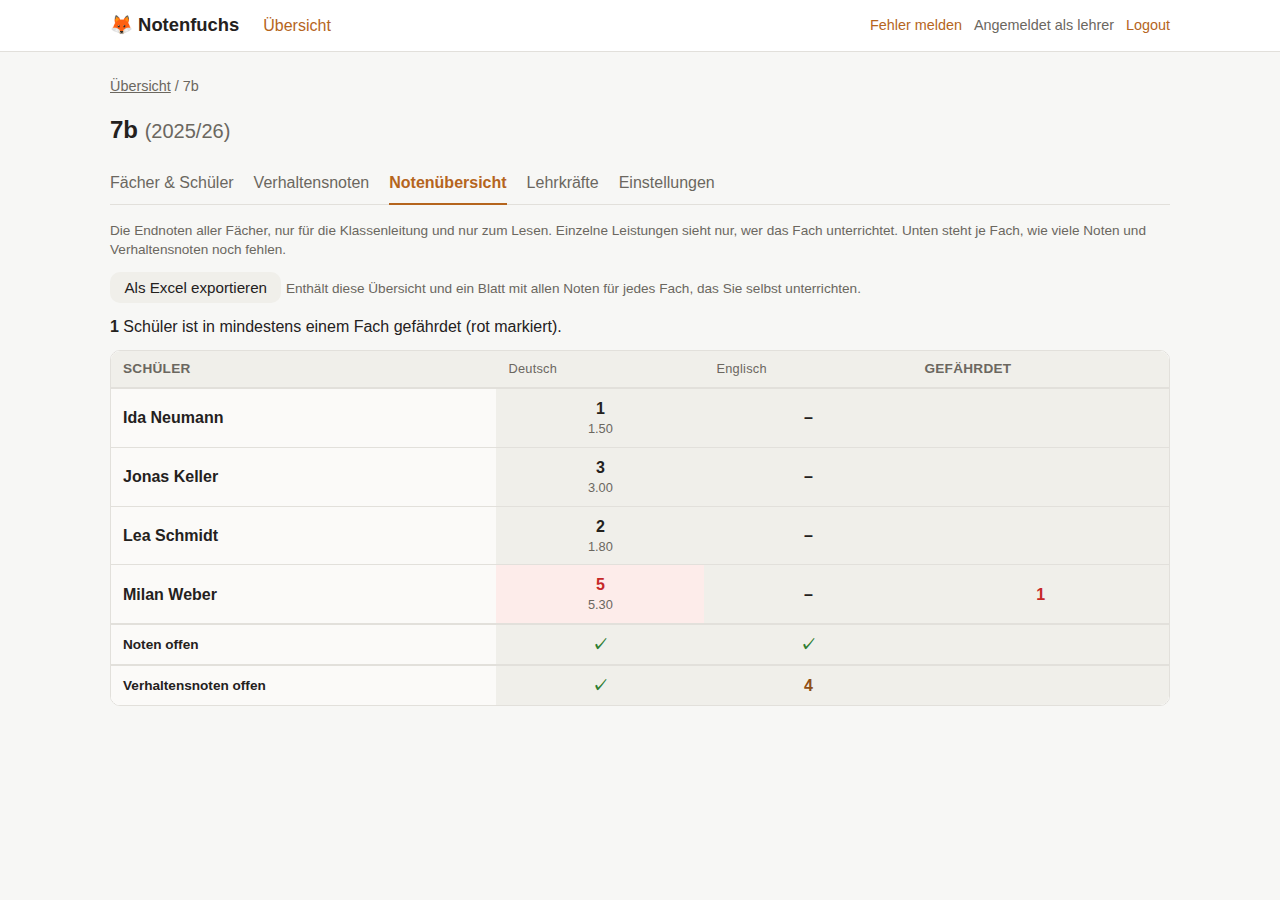 🦊 Notenfuchs Übersicht Fehler melden Angemeldet als lehrer Logout
Übersicht / 7b
7b (2025/26)
Fächer & Schüler Verhaltensnoten Notenübersicht Lehrkräfte Einstellungen
Die Endnoten aller Fächer, nur für die Klassenleitung und nur zum Lesen. Einzelne Leistungen sieht nur, wer das Fach unterrichtet. Unten steht je Fach, wie viele Noten und
Verhaltensnoten noch fehlen.
Als Excel exportieren Enthält diese Übersicht und ein Blatt mit allen Noten für jedes Fach, das Sie selbst unterrichten.
1 Schüler ist in mindestens einem Fach gefährdet (rot markiert).
SCHÜLER Deutsch Englisch GEFÄHRDET
Ida Neumann 1 –
1.50
Jonas Keller 3 –
3.00
Lea Schmidt 2 –
1.80
Milan Weber 5 – 1
5.30
Noten offen ✓ ✓
Verhaltensnoten offen ✓ 4